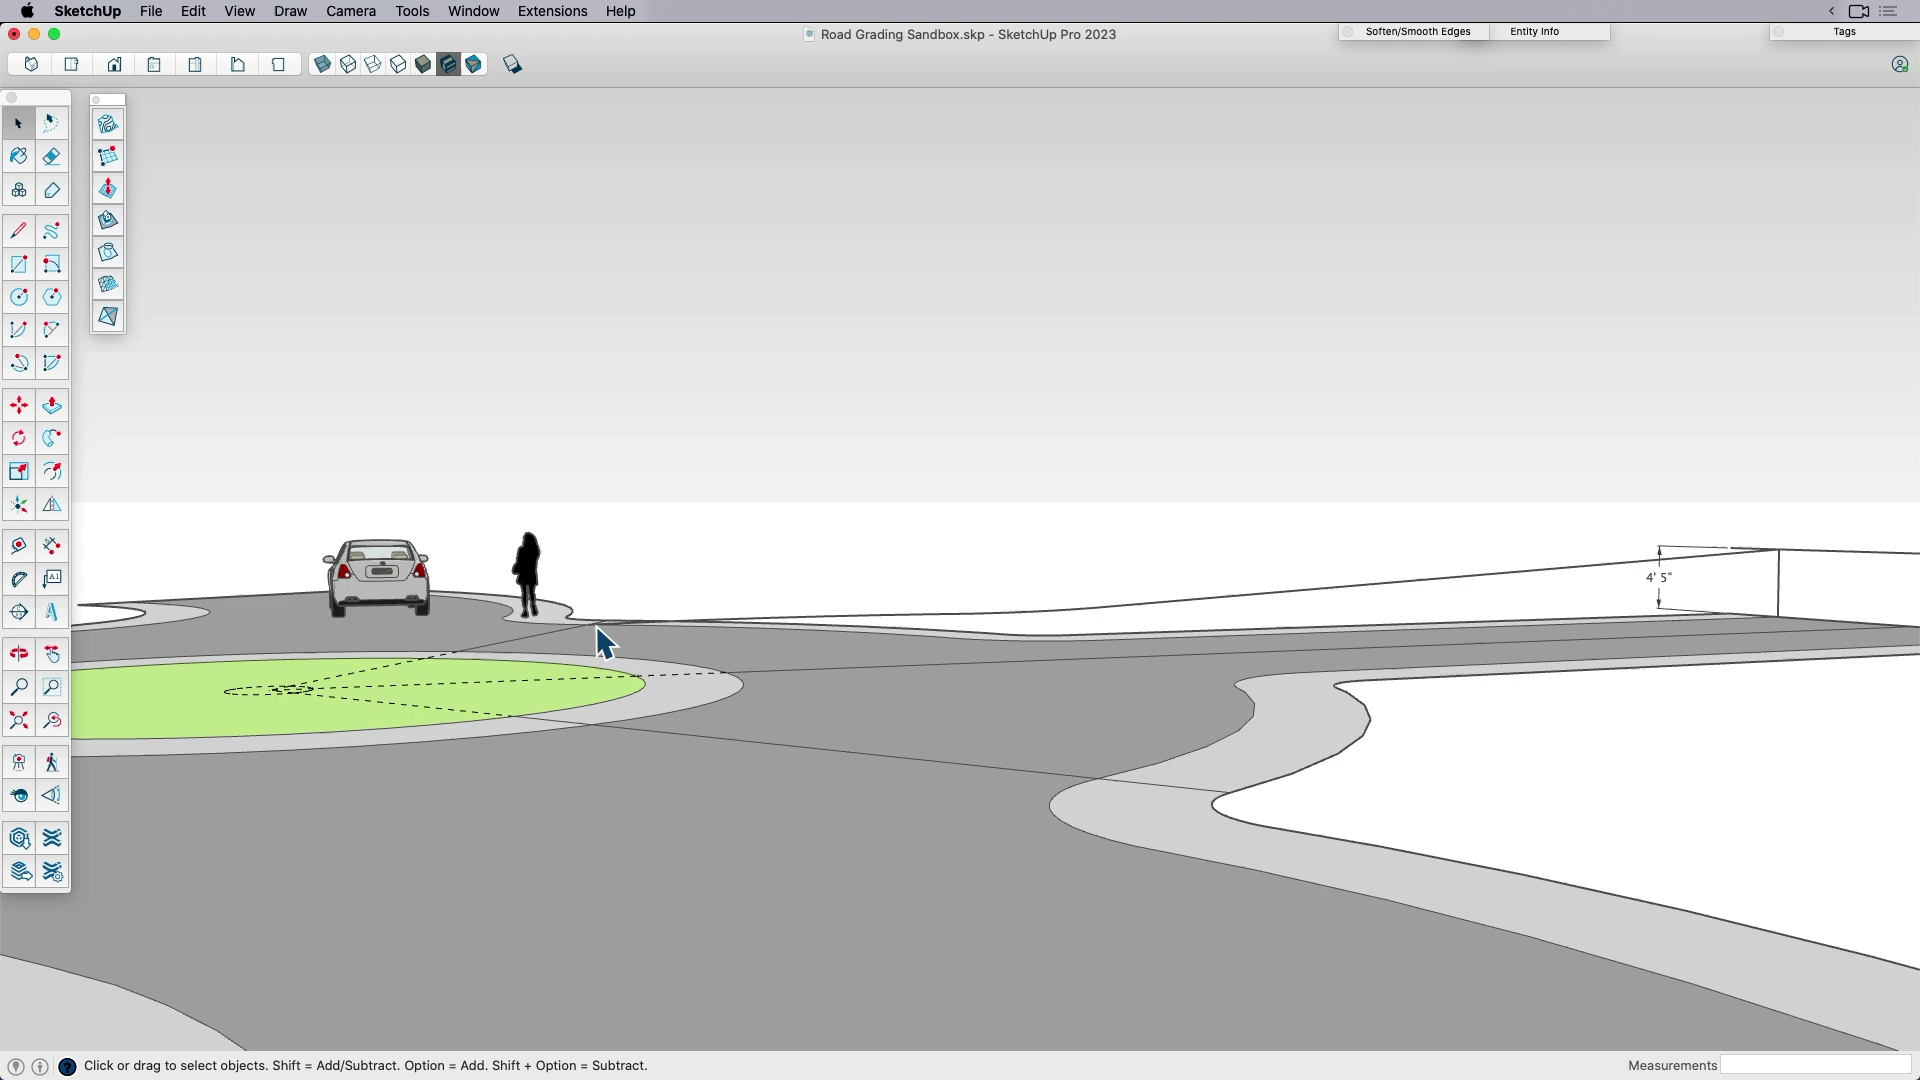 SketchUp File Edit View Draw Camera Tools Window Extensions Help
Road Grading Sandbox.skp - SketchUp Pro 2023
Soften/Smooth Edges
Entity Info
Tags
A1
4' 5"
Click or drag to select objects. Shift = Add/Subtract. Option = Add. Shift + Option = Subtract.
Measurements